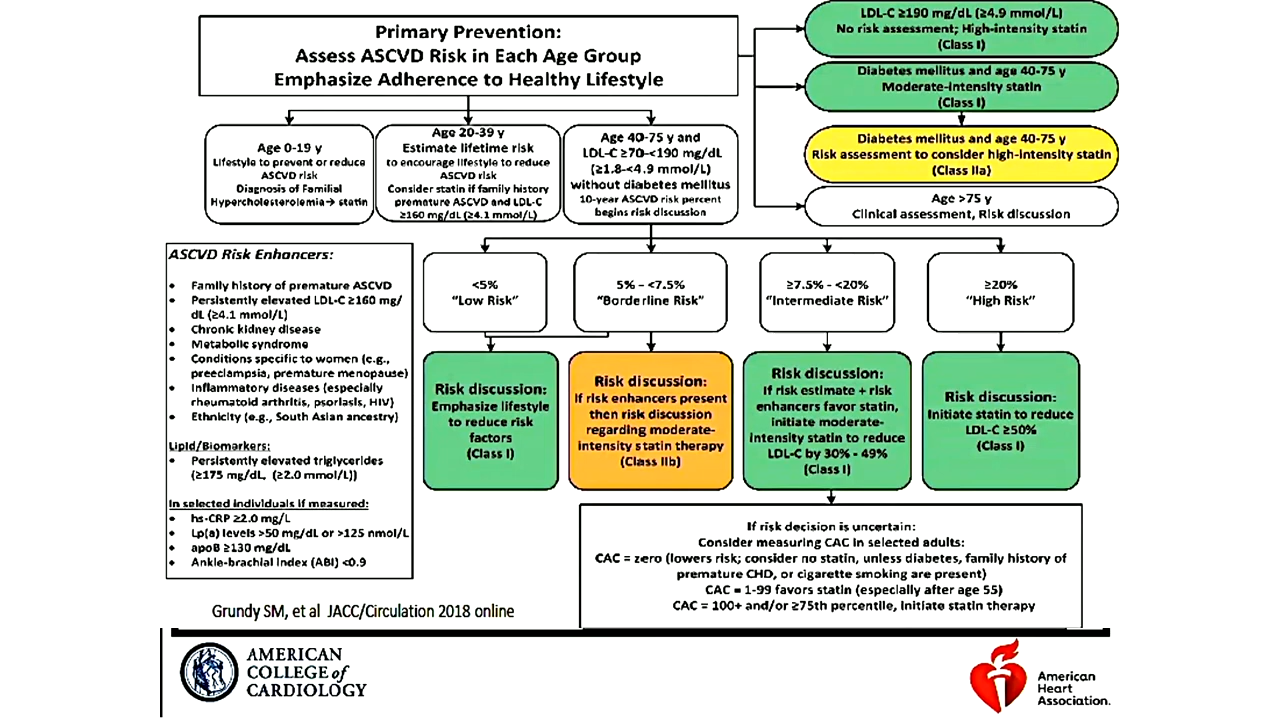 Primary Prevention:
Assess ASCVD Risk in Each Age Group
Emphasize Adherence to Healthy Lifestyle
LDL-C ≥190 mg/dL (≥4.9 mmol/L)
No risk assessment; High-intensity statin
(Class I)
Diabetes mellitus and age 40-75 y
Moderate-intensity statin
(Class I)
Diabetes mellitus and age 40-75 y
Risk assessment to consider high-intensity statin
(Class IIa)
Age >75 y
Clinical assessment, Risk discussion
Age 0-19 y
Lifestyle to prevent or reduce
ASCVD risk
Diagnosis of Familial
Hypercholesterolemia→ statin
Age 20-39 y
Estimate lifetime risk
to encourage lifestyle to reduce
ASCVD risk
Consider statin if family history
premature ASCVD and LDL-C
≥160 mg/dL (≥4.1 mmol/L)
Age 40-75 y and
LDL-C ≥70-<190 mg/dL
(≥1.8-<4.9 mmol/L)
without diabetes mellitus
10-year ASCVD risk percent
begins risk discussion
<5%
"Low Risk"
5% - <7.5%
"Borderline Risk"
≥7.5% - <20%
"Intermediate Risk"
≥20%
"High Risk"
Risk discussion:
Emphasize lifestyle
to reduce risk
factors
(Class I)
Risk discussion:
If risk enhancers present
then risk discussion
regarding moderate-
intensity statin therapy
(Class IIb)
Risk discussion:
If risk estimate + risk
enhancers favor statin,
initiate moderate-
intensity statin to reduce
LDL-C by 30% - 49%
(Class I)
Risk discussion:
Initiate statin to reduce
LDL-C ≥50%
(Class I)
If risk decision is uncertain:
Consider measuring CAC in selected adults:
CAC = zero (lowers risk; consider no statin, unless diabetes, family history of
premature CHD, or cigarette smoking are present)
CAC = 1-99 favors statin (especially after age 55)
CAC = 100+ and/or ≥75th percentile, initiate statin therapy
ASCVD Risk Enhancers:
• Family history of premature ASCVD
• Persistently elevated LDL-C ≥160 mg/
dL (≥4.1 mmol/L)
• Chronic kidney disease
• Metabolic syndrome
• Conditions specific to women (e.g.,
preeclampsia, premature menopause)
• Inflammatory diseases (especially
rheumatoid arthritis, psoriasis, HIV)
• Ethnicity (e.g., South Asian ancestry)
Lipid/Biomarkers:
• Persistently elevated triglycerides
(≥175 mg/dL, (≥2.0 mmol/L))
In selected individuals if measured:
• hs-CRP ≥2.0 mg/L
• Lp(a) levels >50 mg/dL or >125 nmol/L
• apoB ≥130 mg/dL
• Ankle-brachial index (ABI) <0.9
Grundy SM, et al JACC/Circulation 2018 online
AMERICAN
COLLEGE of
CARDIOLOGY
American
Heart
Association.